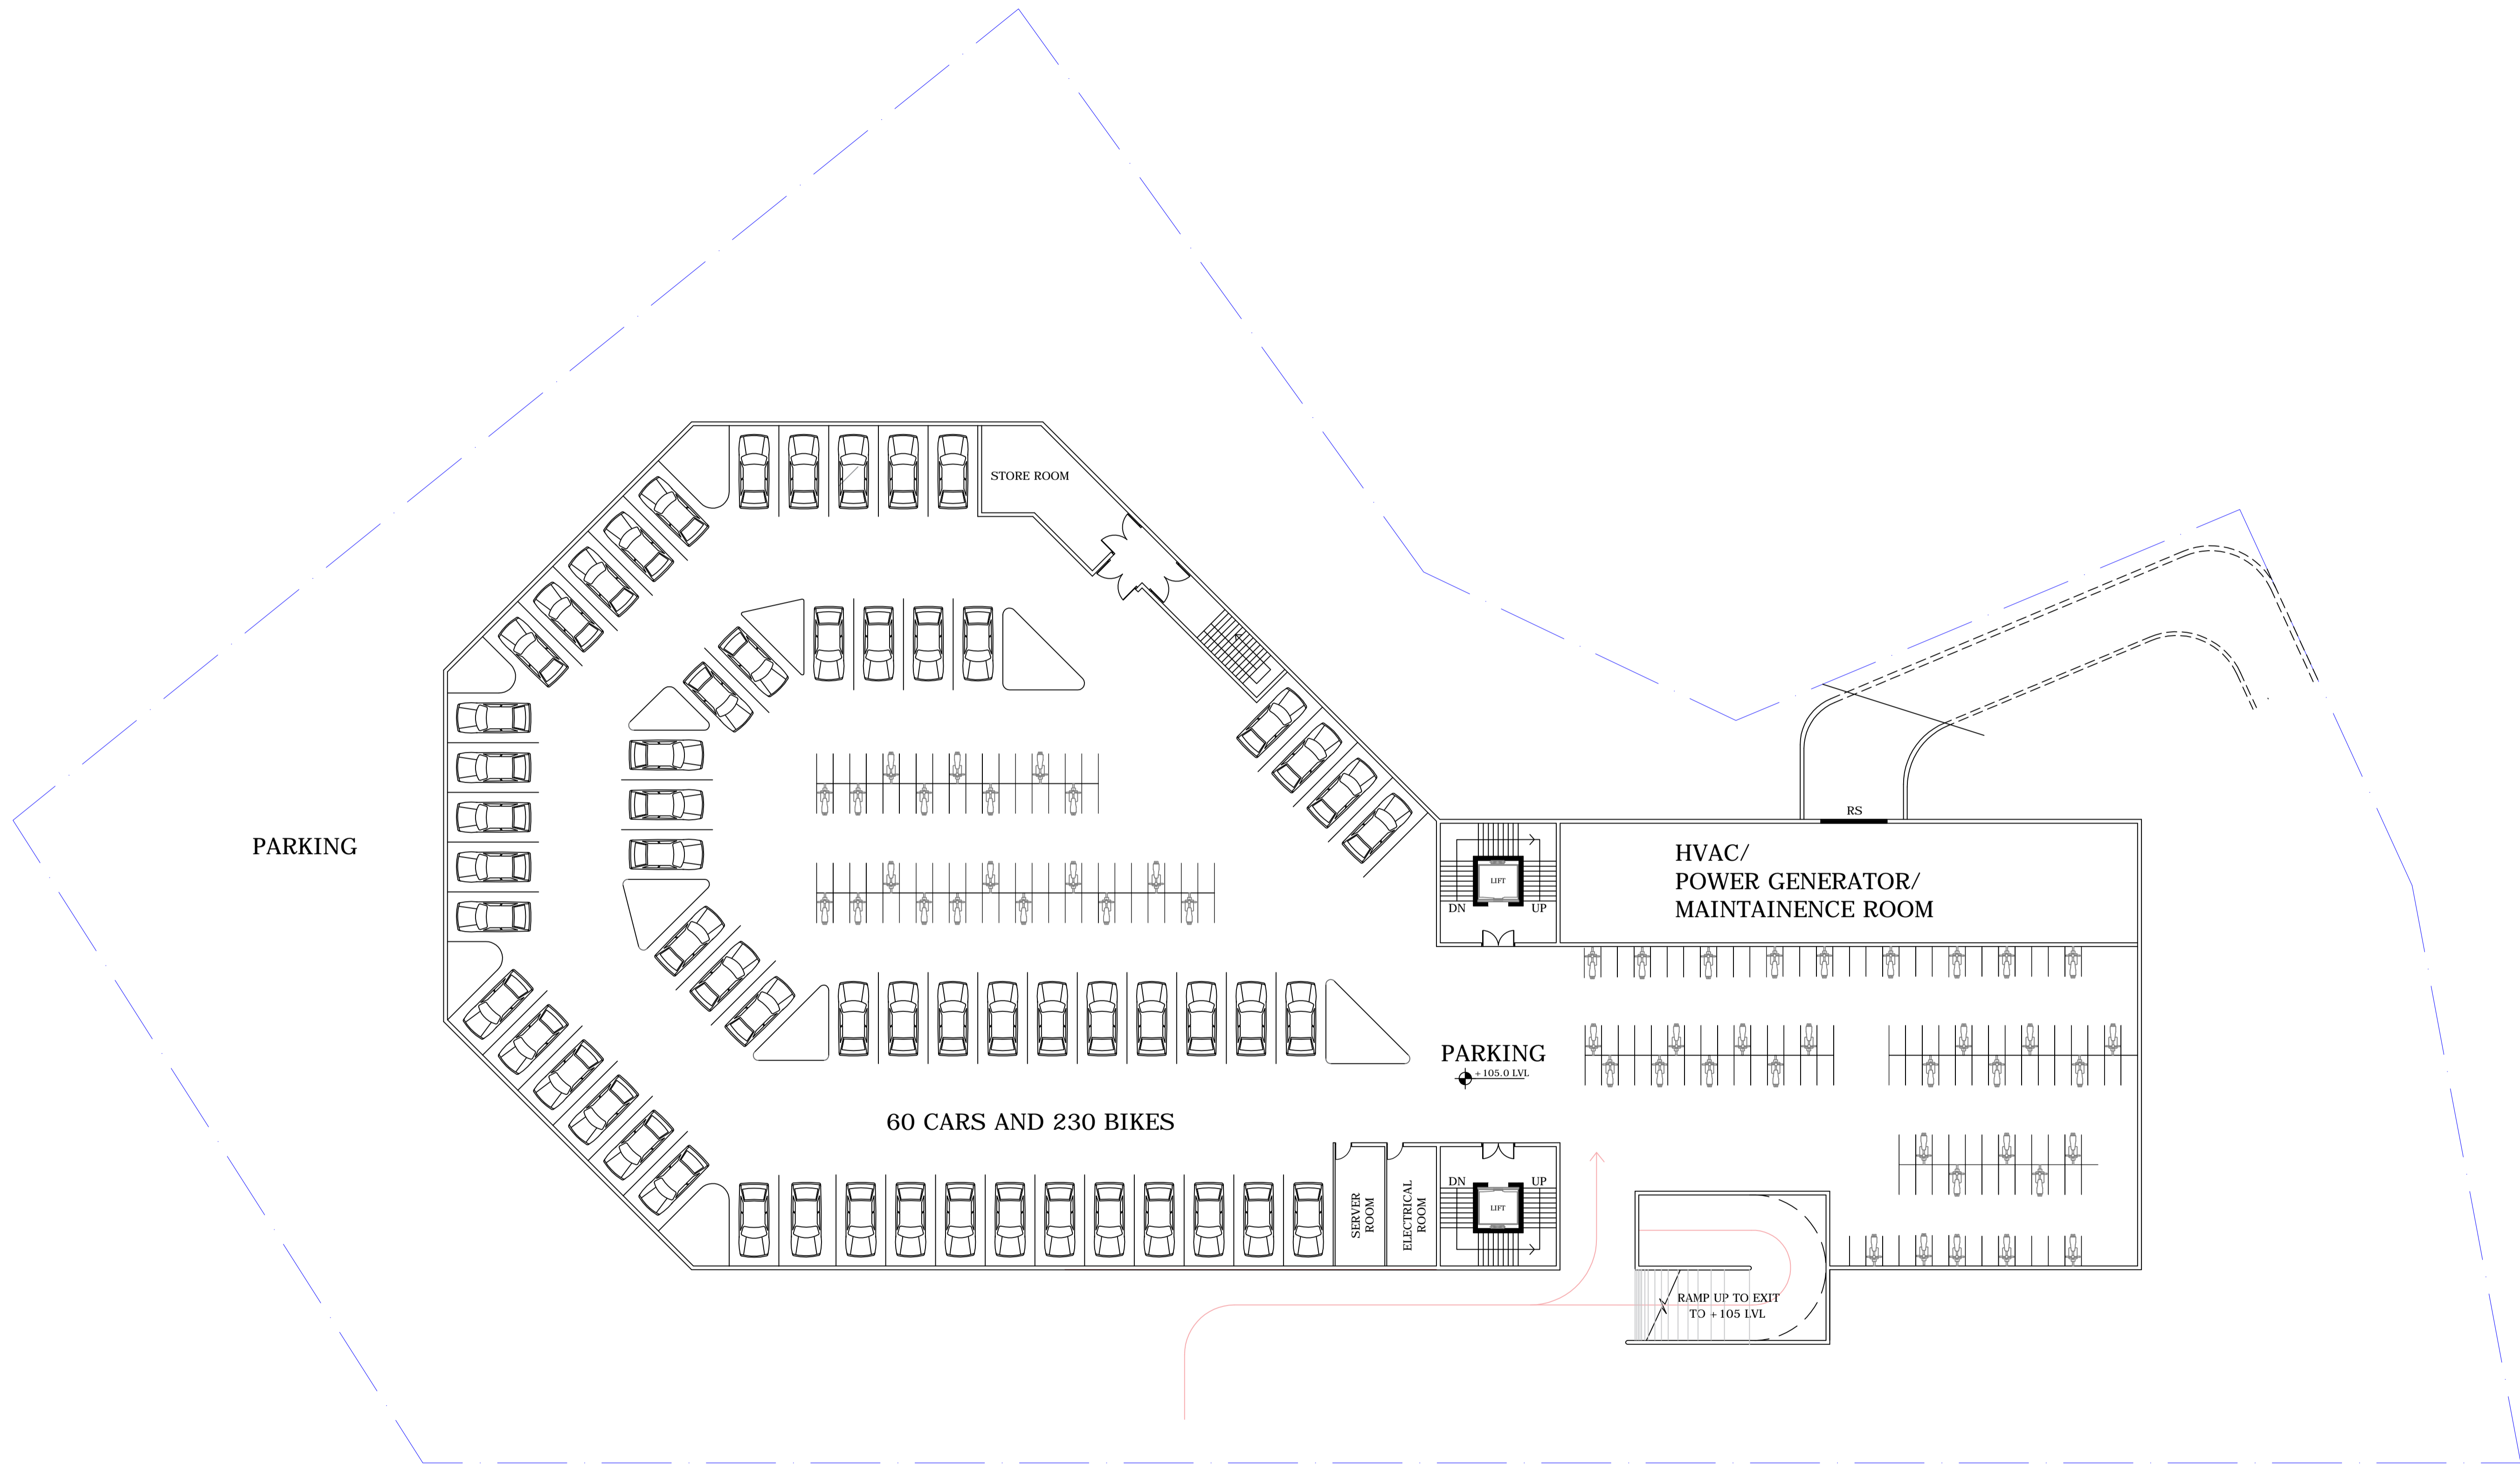 STORE ROOM
RS
PARKING
HVAC/
POWER GENERATOR/
MAINTAINENCE ROOM
LIFT
DN
UP
PARKING
+105.0 LVL
60 CARS AND 230 BIKES
SERVER
ROOM
ELECTRICAL
ROOM
DN
UP
LIFT
RAMP UP TO EXIT
TO +105 LVL